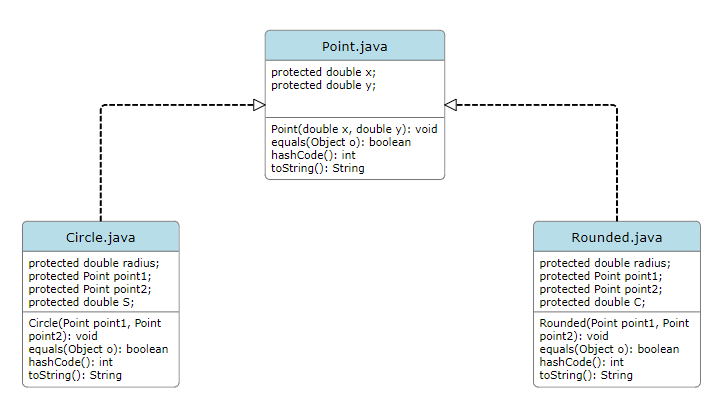 Point.java
protected double x;
protected double y;
Point(double x, double y): void
equals(Object o): boolean
hashCode(): int
toString(): String
Circle.java
protected double radius;
protected Point point1;
protected Point point2;
protected double S;
Circle(Point point1, Point
point2): void
equals(Object o): boolean
hashCode(): int
toString(): String
Rounded.java
protected double radius;
protected Point point1;
protected Point point2;
protected double C;
Rounded(Point point1, Point
point2): void
equals(Object o): boolean
hashCode(): int
toString(): String